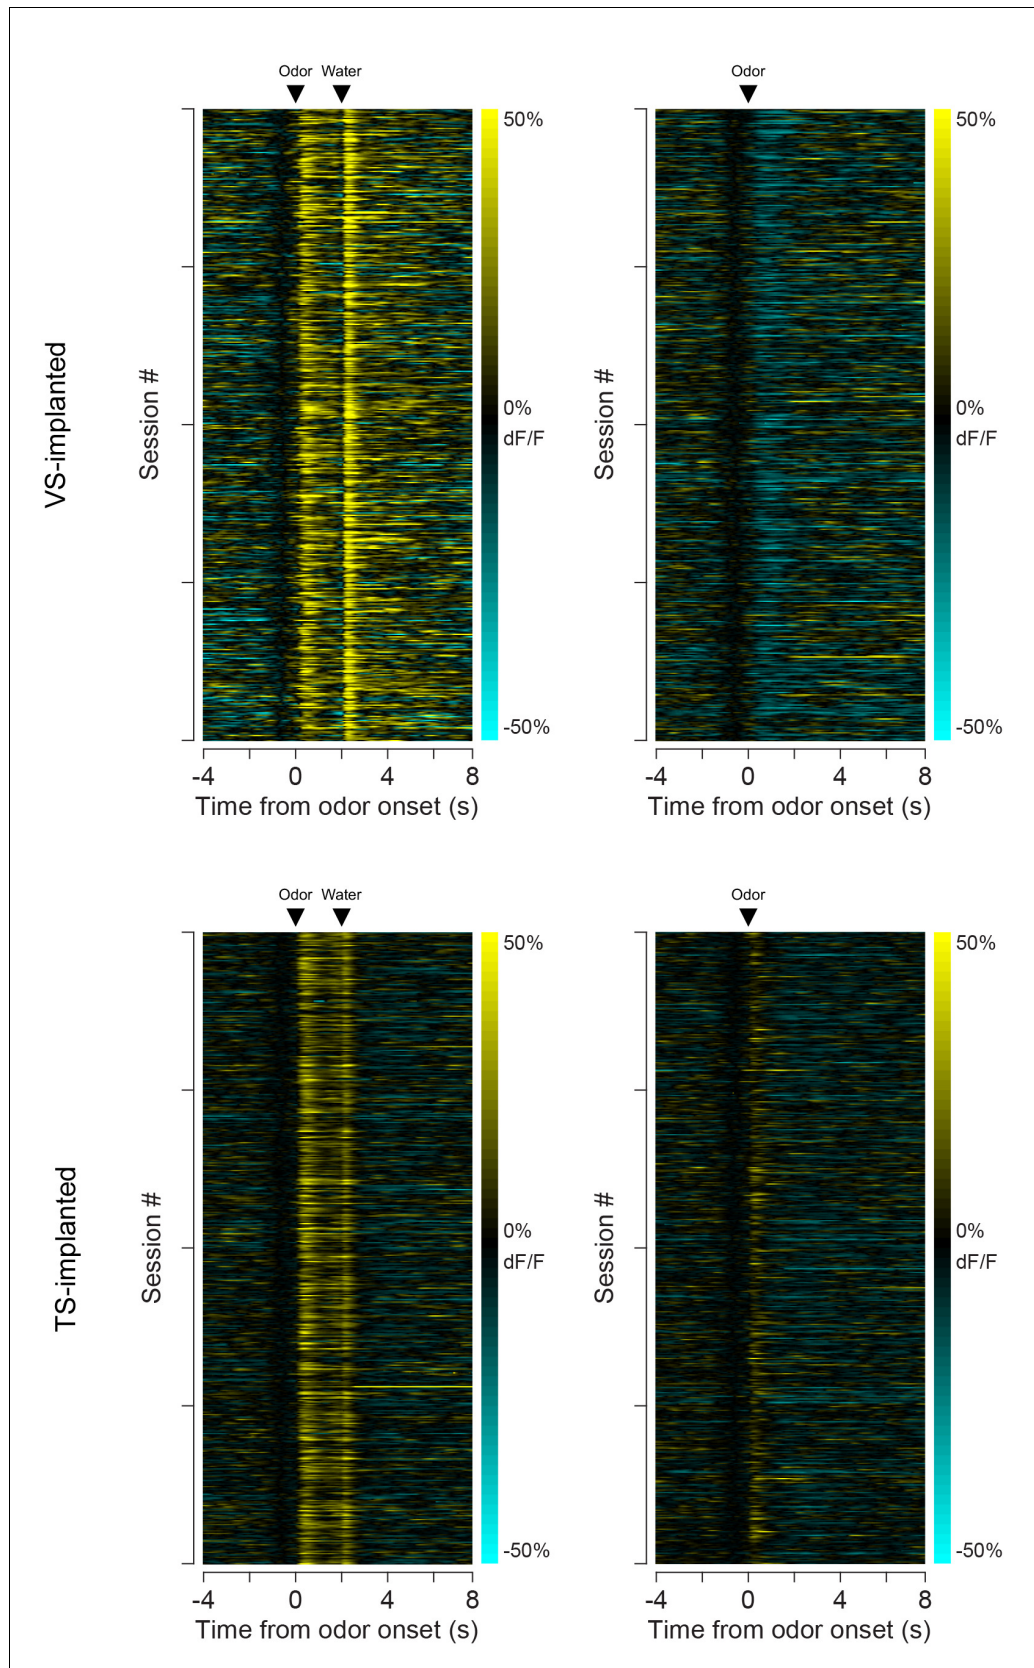 Odor Water
Odor
50%
0%
dF/F
-50%
50%
0%
dF/F
-50%
VS-implanted
Session #
Session #
-4 0 4 8
-4 0 4 8
Time from odor onset (s)
Time from odor onset (s)
Odor Water
Odor
50%
0%
dF/F
-50%
50%
0%
dF/F
-50%
TS-implanted
Session #
Session #
-4 0 4 8
-4 0 4 8
Time from odor onset (s)
Time from odor onset (s)